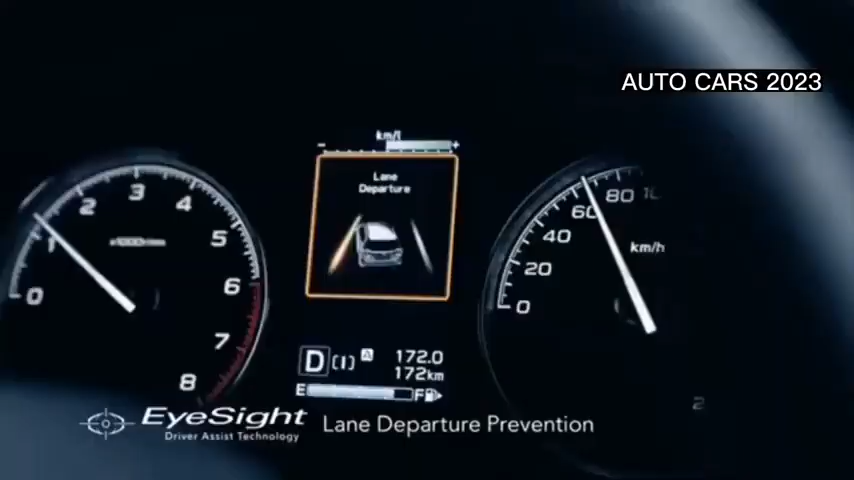 AUTO CARS 2023
km/l
- +
Lane
Departure
0
1
2
3
4
5
6
7
8
0
20
40
60
80
km/h
D (I) A 172.0
172km
E F
EyeSight
Driver Assist Technology
Lane Departure Prevention